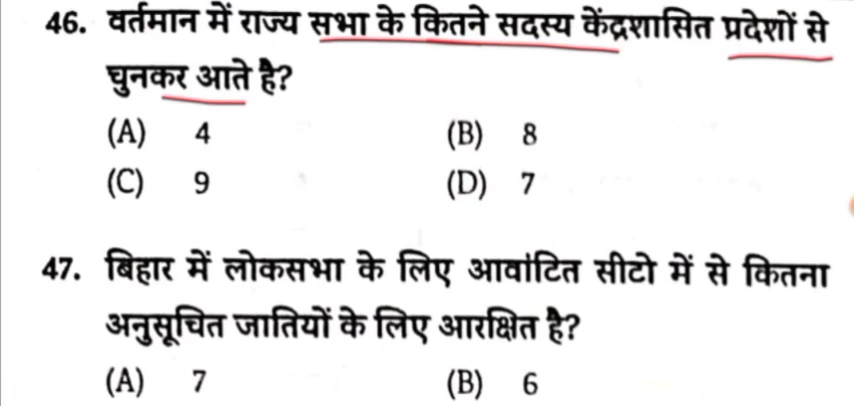 46. वर्तमान में राज्य सभा के कितने सदस्य केंद्रशासित प्रदेशों से
चुनकर आते है?
(A) 4 (B) 8
(C) 9 (D) 7
47. बिहार में लोकसभा के लिए आवांटित सीटो में से कितना
अनुसूचित जातियों के लिए आरक्षित है?
(A) 7 (B) 6